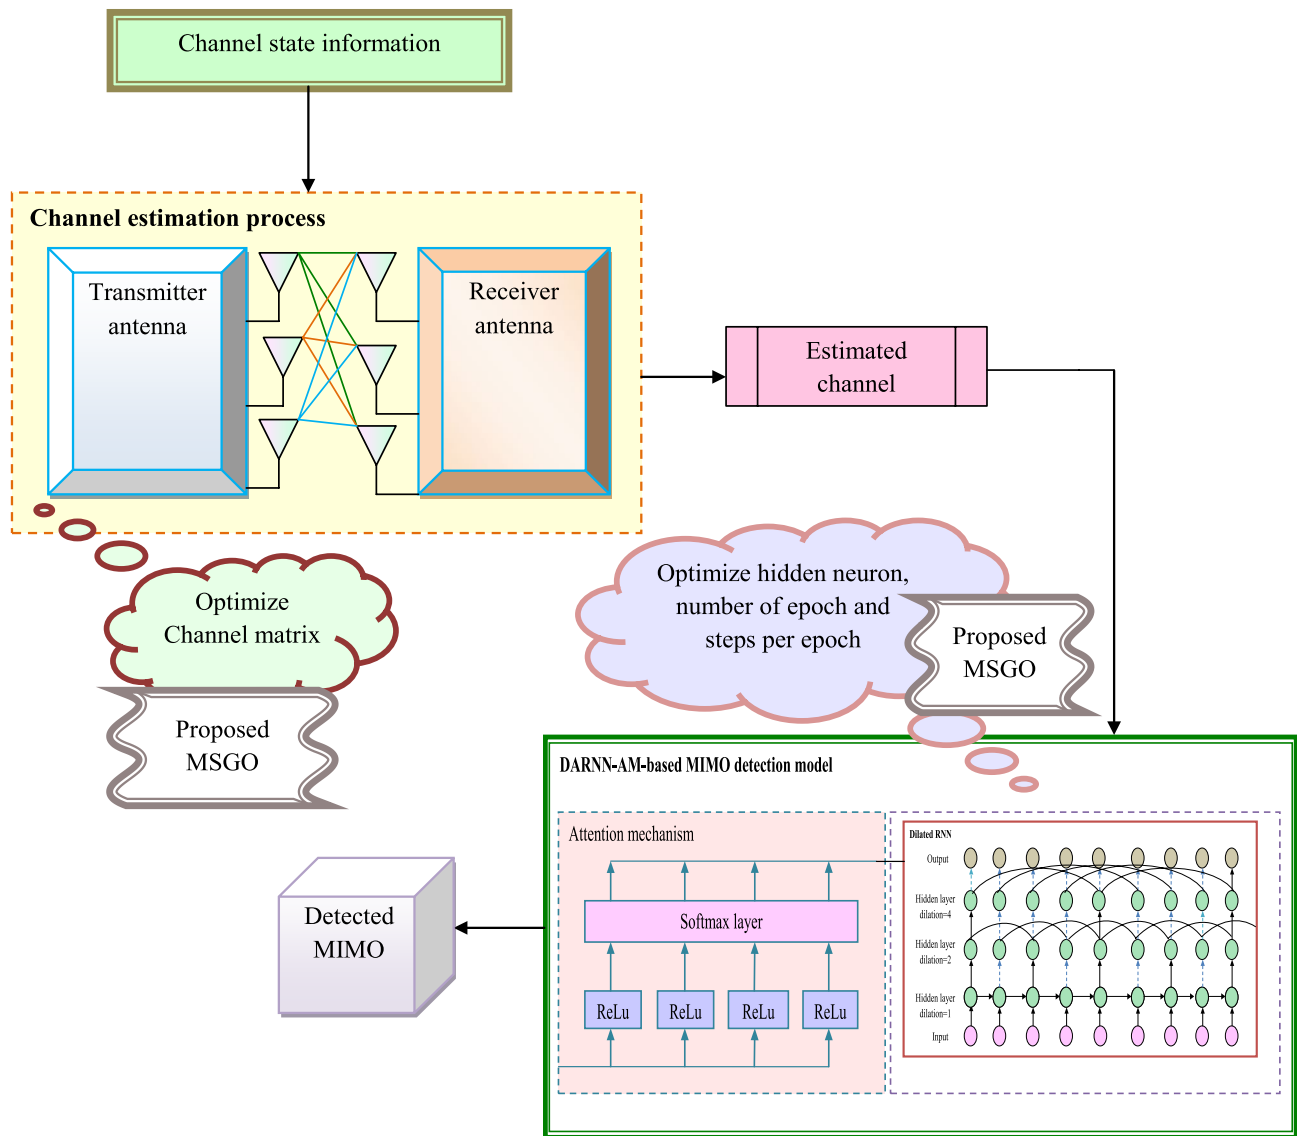 Channel state information
Channel estimation process
Transmitter
antenna
Receiver
antenna
Estimated
channel
Optimize
Channel matrix
Proposed
MSGO
Optimize hidden neuron,
number of epoch and
steps per epoch
Proposed
MSGO
DARNN-AM-based MIMO detection model
Attention mechanism
Softmax layer
ReLu
ReLu
ReLu
ReLu
Dilated RNN
Output
Hidden layer
dilation=4
Hidden layer
dilation=2
Hidden layer
dilation=1
Input
Detected
MIMO